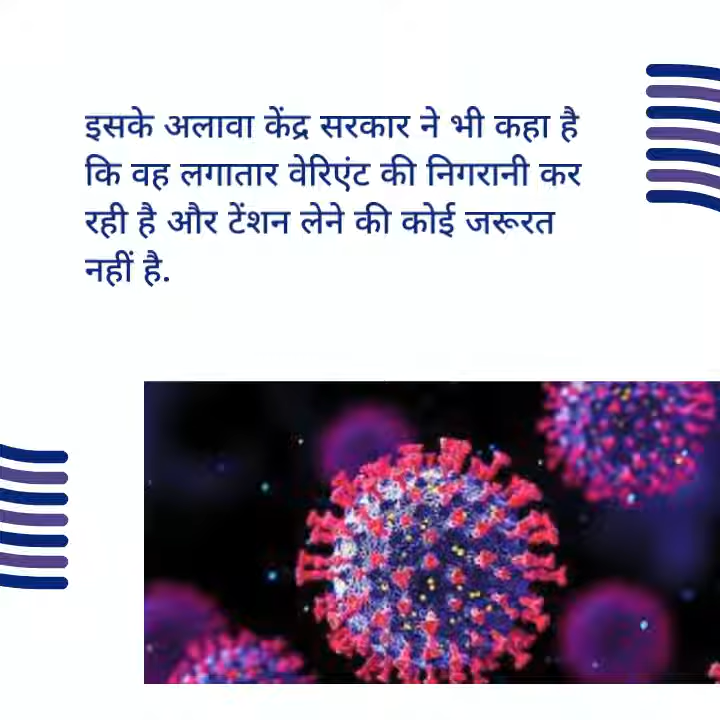 इसके अलावा केंद्र सरकार ने भी कहा है
कि वह लगातार वेरिएंट की निगरानी कर
रही है और टेंशन लेने की कोई जरूरत
नहीं है.